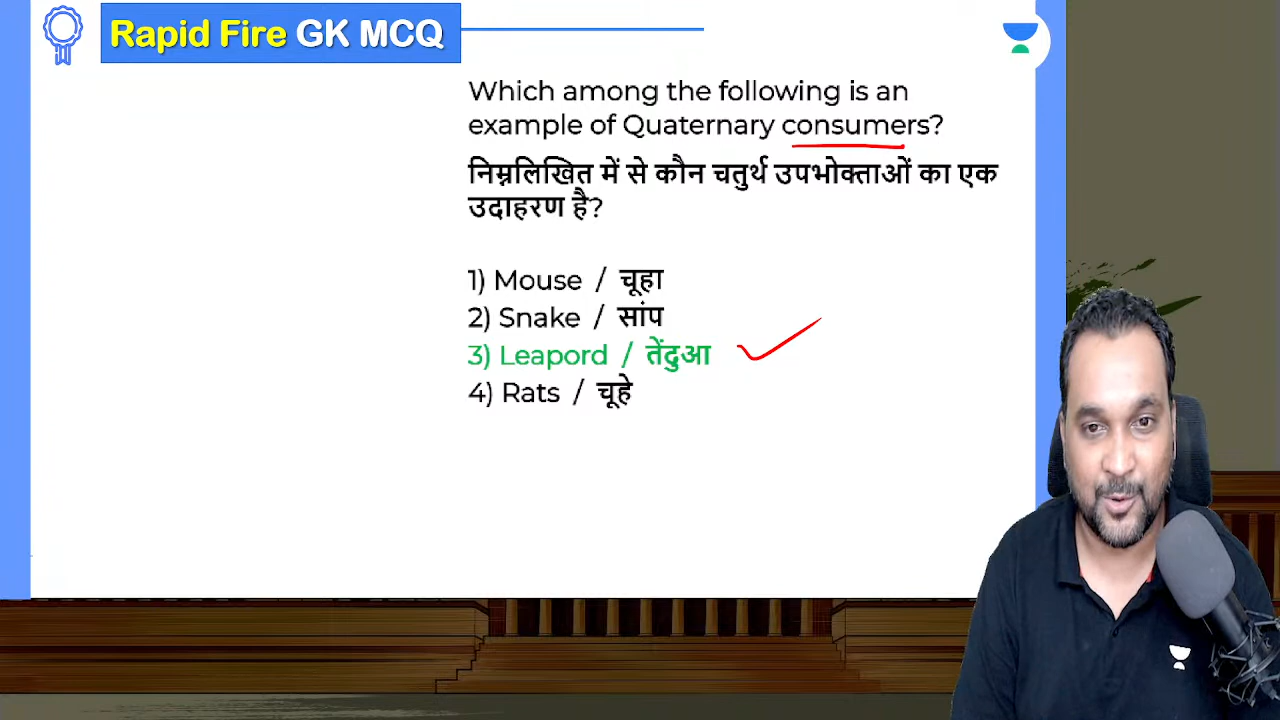 Rapid Fire GK MCQ
Which among the following is an
example of Quaternary consumers?
निम्नलिखित में से कौन चतुर्थ उपभोक्ताओं का एक
उदाहरण है?
1) Mouse / चूहा
2) Snake / सांप
3) Leapord / तेंदुआ
4) Rats / चूहे